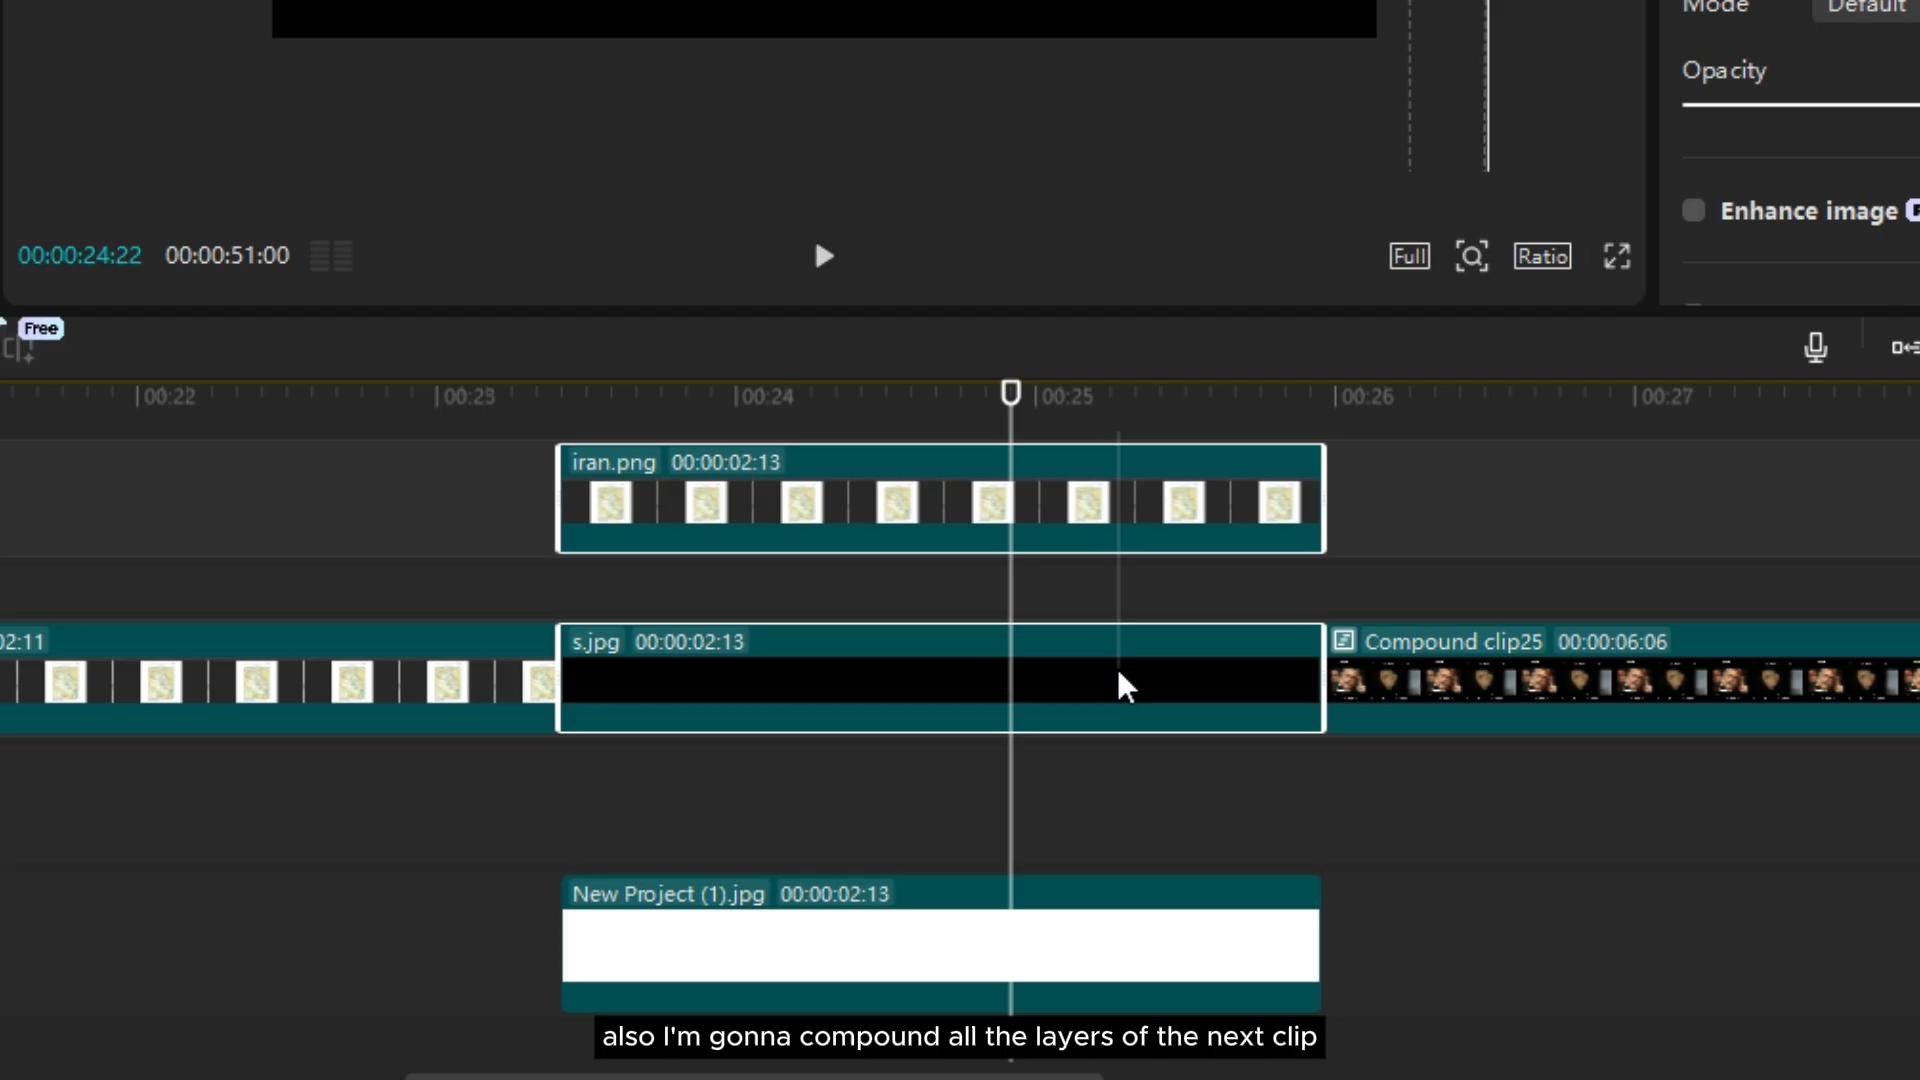 Mode Default
Opacity
Enhance image
00:00:24:22 00:00:51:00
Full Ratio
Free
00:22 00:23 00:24 00:25 00:26 00:27
iran.png 00:00:02:13
02:11
s.jpg 00:00:02:13
Compound clip25 00:00:06:06
New Project (1).jpg 00:00:02:13
also I'm gonna compound all the layers of the next clip